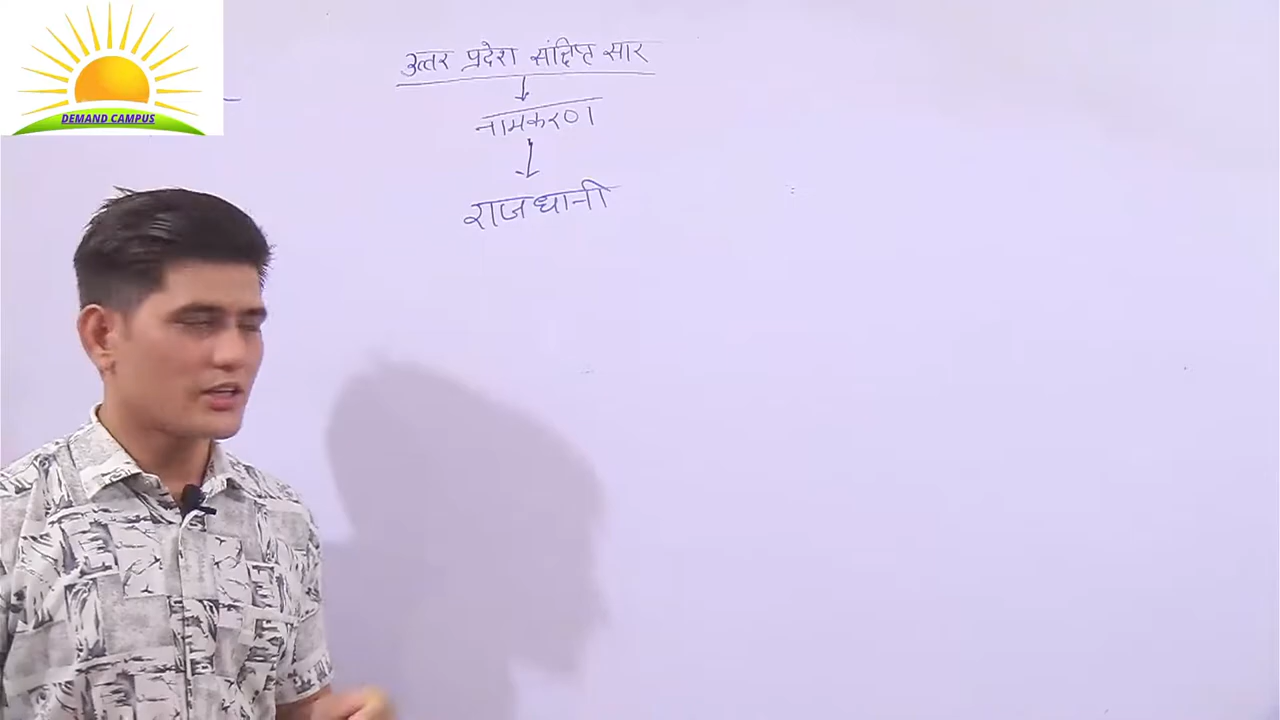 DEMAND CAMPUS
उत्तर प्रदेश संक्षिप्त सार
नामकरण
राजधानी